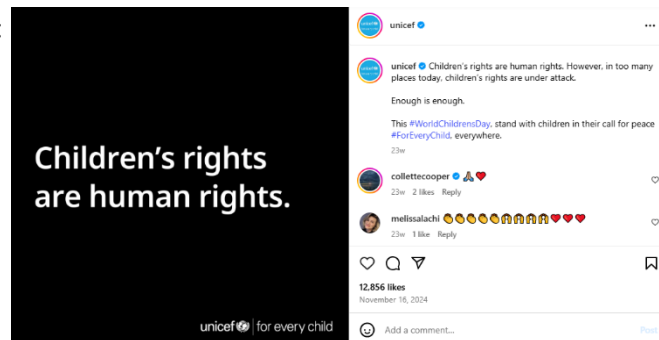 Children’s rights
are human rights.
unicef for every child
unicef
unicef Children’s rights are human rights. However, in too many
places today, children’s rights are under attack.
Enough is enough.
This #WorldChildrensDay, stand with children in their call for peace
#ForEveryChild, everywhere.
23w
collettecooper 🙏🏼❤️
23w 2 likes Reply
melissalachi 👏👏👏👏👏🙌🙌🙌🙌❤️❤️❤️
23w 1 like Reply
12,856 likes
November 16, 2024
Add a comment...
Post